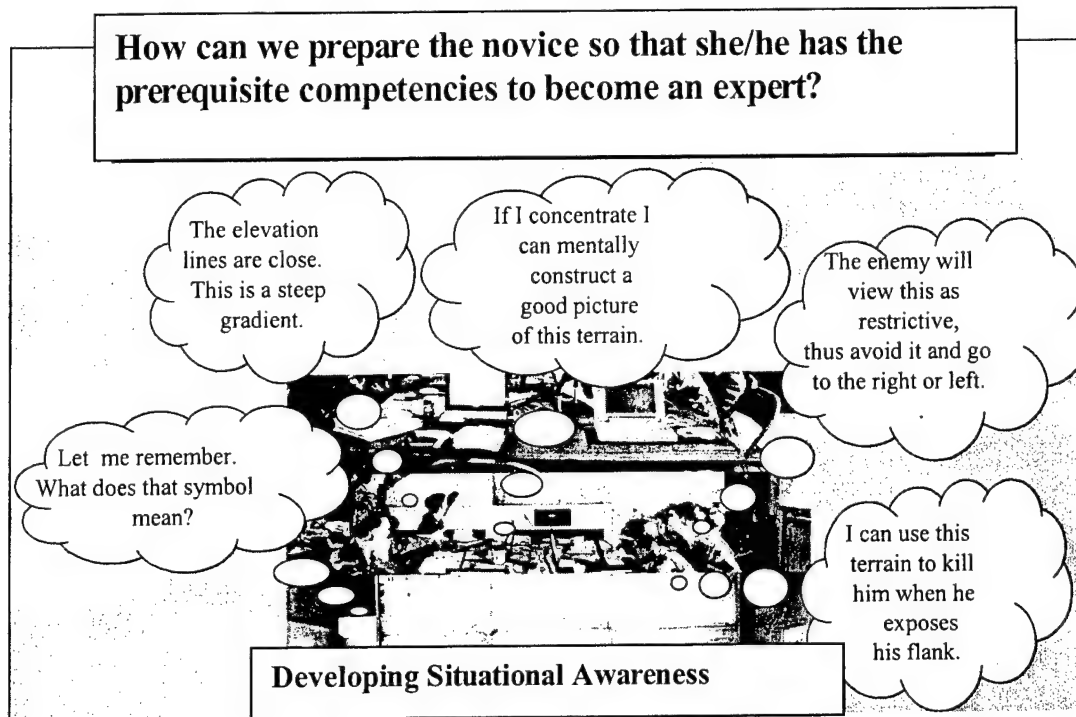 How can we prepare the novice so that she/he has the
prerequisite competencies to become an expert?
The elevation
lines are close.
This is a steep
gradient.
If I concentrate I
can mentally
construct a
good picture
of this terrain.
The enemy will
view this as
restrictive,
thus avoid it and go
to the right or left.
Let me remember.
What does that symbol
mean?
I can use this
terrain to kill
him when he
exposes
his flank.
Developing Situational Awareness